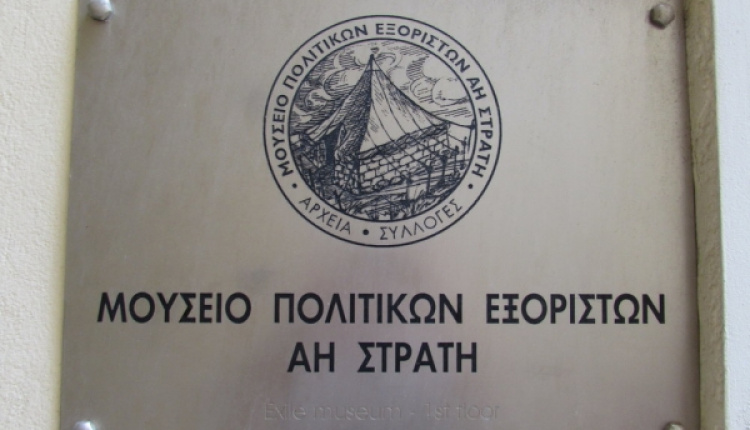 ΜΟΥΣΕΙΟ ΠΟΛΙΤΙΚΩΝ ΕΞΟΡΙΣΤΩΝ ΑΗ ΣΤΡΑΤΗ
• ΑΡΧΕΙΑ • ΣΥΛΛΟΓΕΣ •
ΜΟΥΣΕΙΟ ΠΟΛΙΤΙΚΩΝ ΕΞΟΡΙΣΤΩΝ
ΑΗ ΣΤΡΑΤΗ
Exile museum - 1st floor